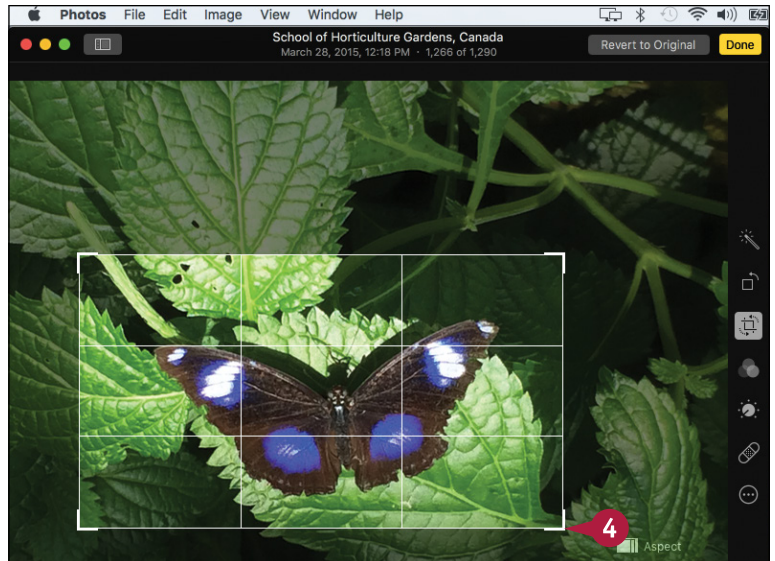 Photos File Edit Image View Window Help
School of Horticulture Gardens, Canada
March 28, 2015, 12:18 PM · 1,266 of 1,290
Revert to Original
Done
4
Aspect